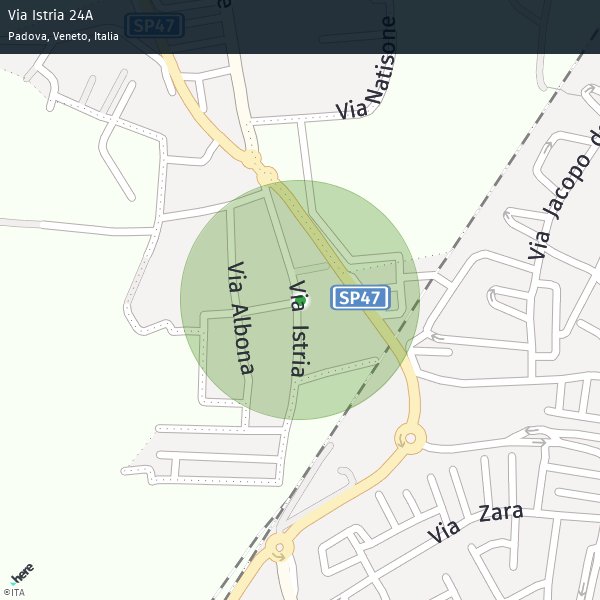 Via Istria 24A
Padova, Veneto, Italia
SP47
Via Natisone
Via Jacopo d
Via Albona
Via Istria
SP47
Via Zara
here
©ITA